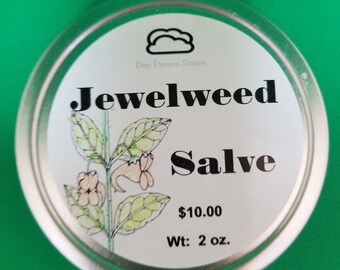 Day Dream Soaps
Jewelweed
Salve
$10.00
Wt: 2 oz.